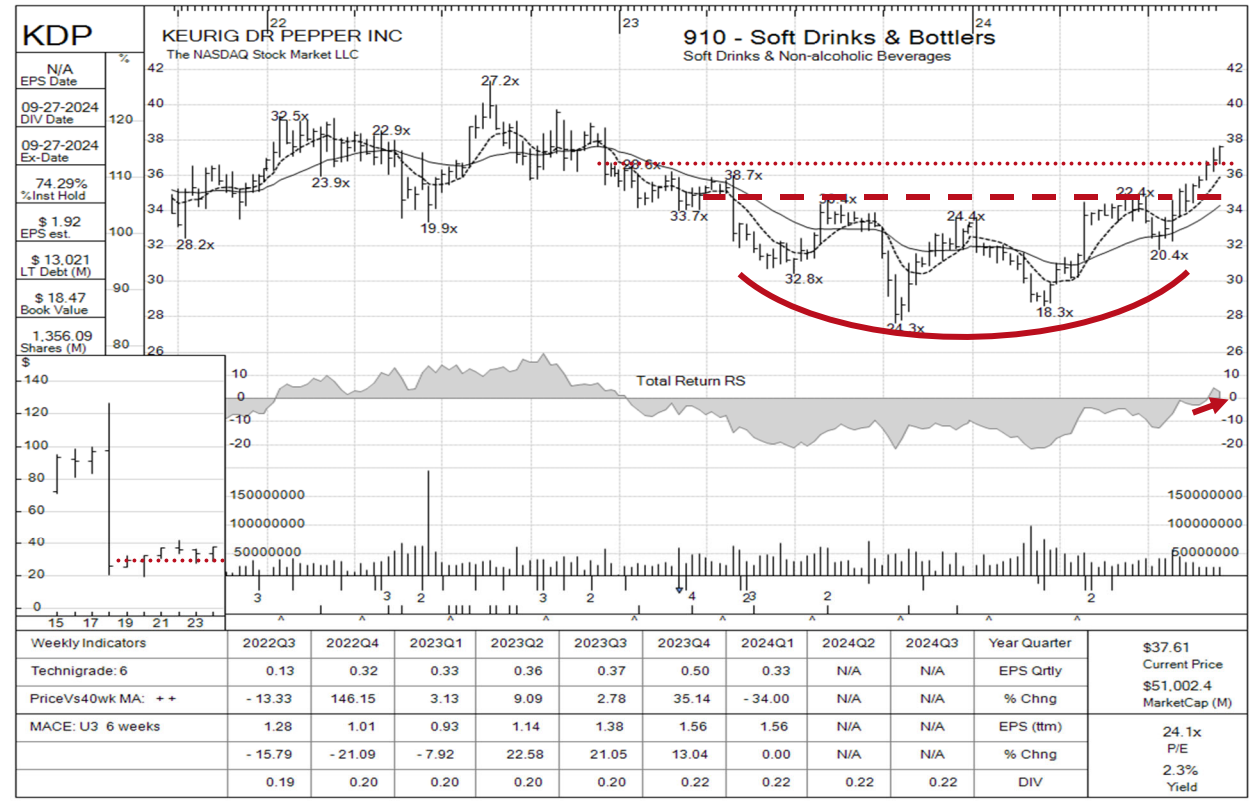 KDP
KEURIG DR PEPPER INC
The NASDAQ Stock Market LLC
910 - Soft Drinks & Bottlers
Soft Drinks & Non-alcoholic Beverages
22
23
24
N/A
EPS Date
09-27-2024
DIV Date
09-27-2024
Ex-Date
74.29%
%Inst Hold
$ 1.92
EPS est.
$ 13,021
LT Debt (M)
$ 18.47
Book Value
1,356.09
Shares (M)
%
120
110
100
90
80
42
40
38
36
34
32
30
28
26
42
40
38
36
34
32
30
28
26
28.2x
32.5x
23.9x
22.9x
19.9x
27.2x
33.7x
38.7x
32.8x
24.3x
24.4x
18.3x
22.4x
20.4x
Total Return RS
10
0
-10
-20
10
0
-10
-20
150000000
100000000
50000000
150000000
100000000
50000000
$
140
120
100
80
60
40
20
0
15 17 19 21 23
3 3 2 3 2 4 23 2 2
Weekly Indicators 2022Q3 2022Q4 2023Q1 2023Q2 2023Q3 2023Q4 2024Q1 2024Q2 2024Q3 Year Quarter
Technigrade: 6 0.13 0.32 0.33 0.36 0.37 0.50 0.33 N/A N/A EPS Qrtly
PriceVs40wk MA: + + - 13.33 146.15 3.13 9.09 2.78 35.14 - 34.00 N/A N/A % Chng
MACE: U3 6 weeks 1.28 1.01 0.93 1.14 1.38 1.56 1.56 N/A N/A EPS (ttm)
- 15.79 - 21.09 - 7.92 22.58 21.05 13.04 0.00 N/A N/A % Chng
0.19 0.20 0.20 0.20 0.20 0.22 0.22 0.22 0.22 DIV
$37.61
Current Price
$51,002.4
MarketCap (M)
24.1x
P/E
2.3%
Yield